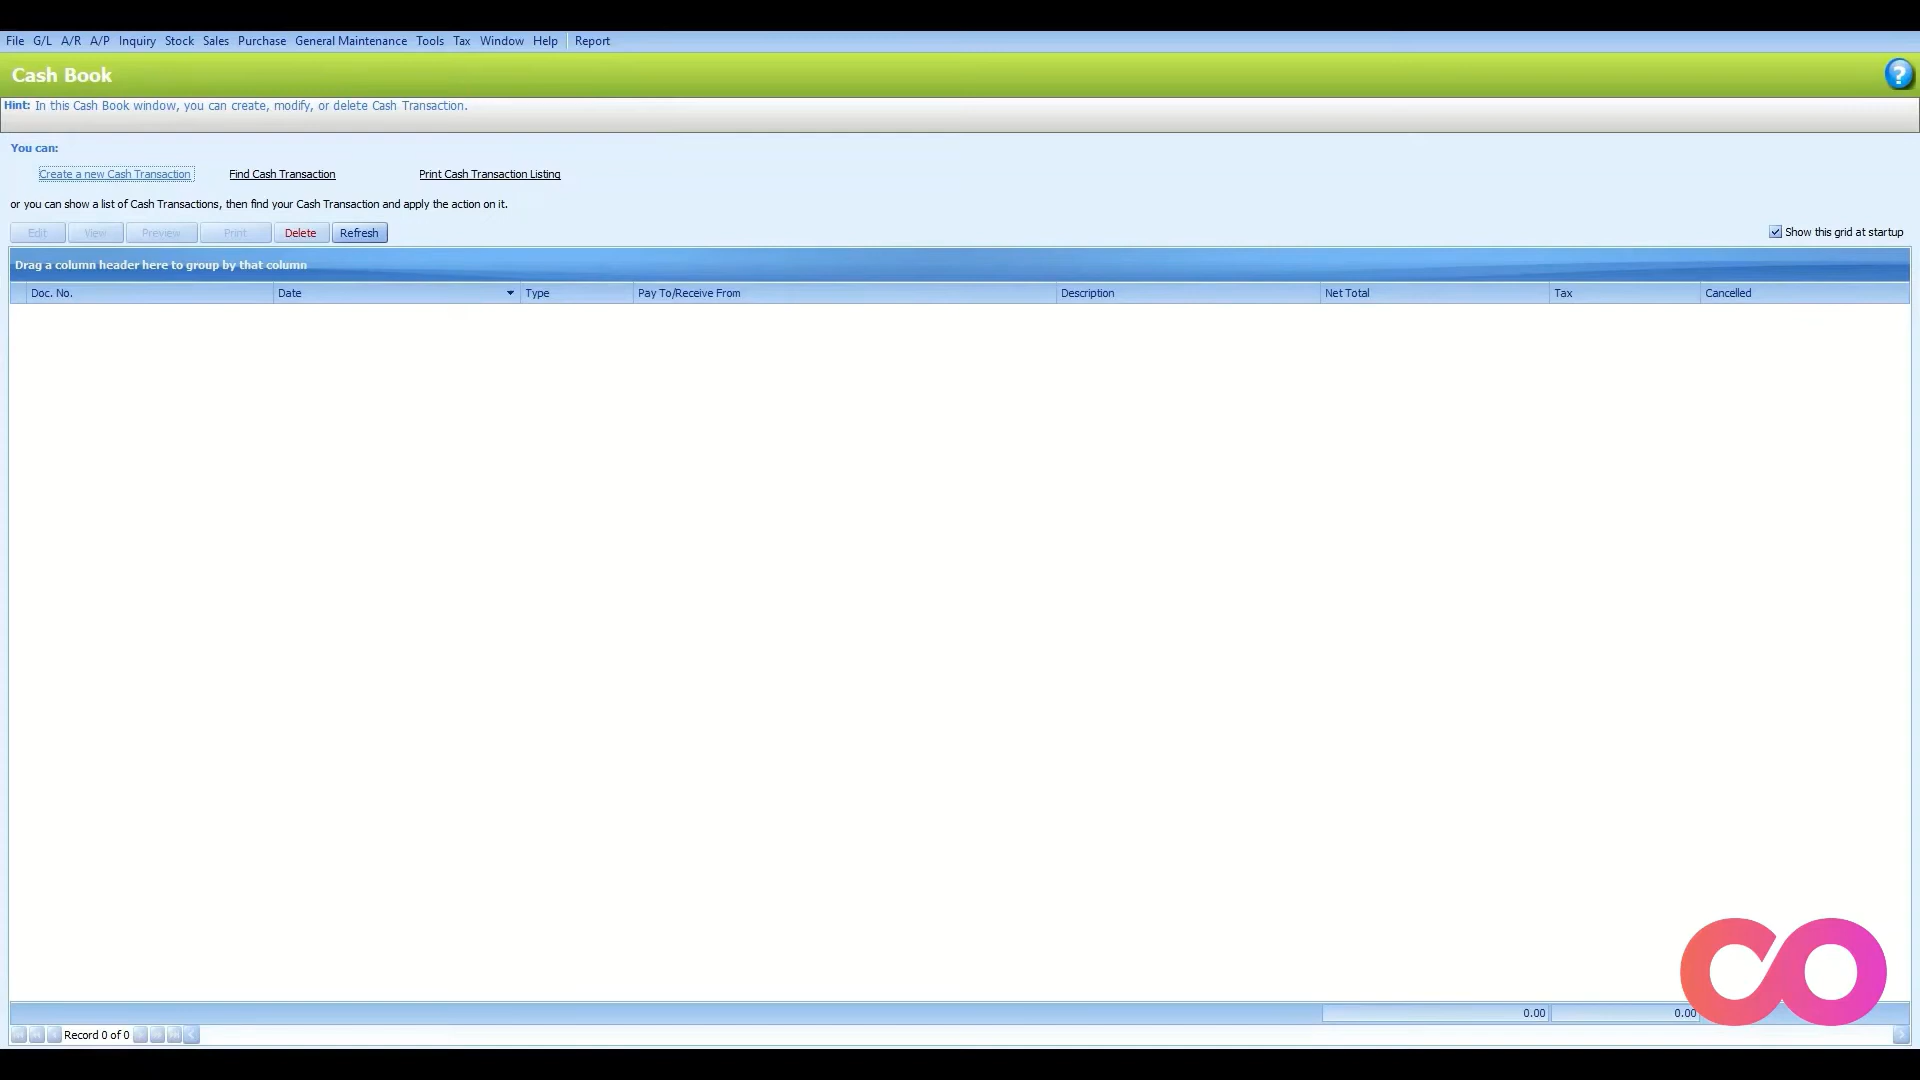 File G/L A/R A/P Inquiry Stock Sales Purchase General Maintenance Tools Tax Window Help Report
Cash Book
Hint: In this Cash Book window, you can create, modify, or delete Cash Transaction.
You can:
Create a new Cash Transaction Find Cash Transaction Print Cash Transaction Listing
or you can show a list of Cash Transactions, then find your Cash Transaction and apply the action on it.
Edit View Preview Print Delete Refresh Show this grid at startup
Drag a column header here to group by that column
Doc. No. Date Type Pay To/Receive From Description Net Total Tax Cancelled
0.00 0.00
Record 0 of 0